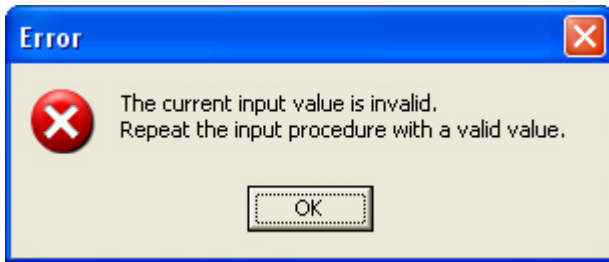 Error
The current input value is invalid.
Repeat the input procedure with a valid value.
OK